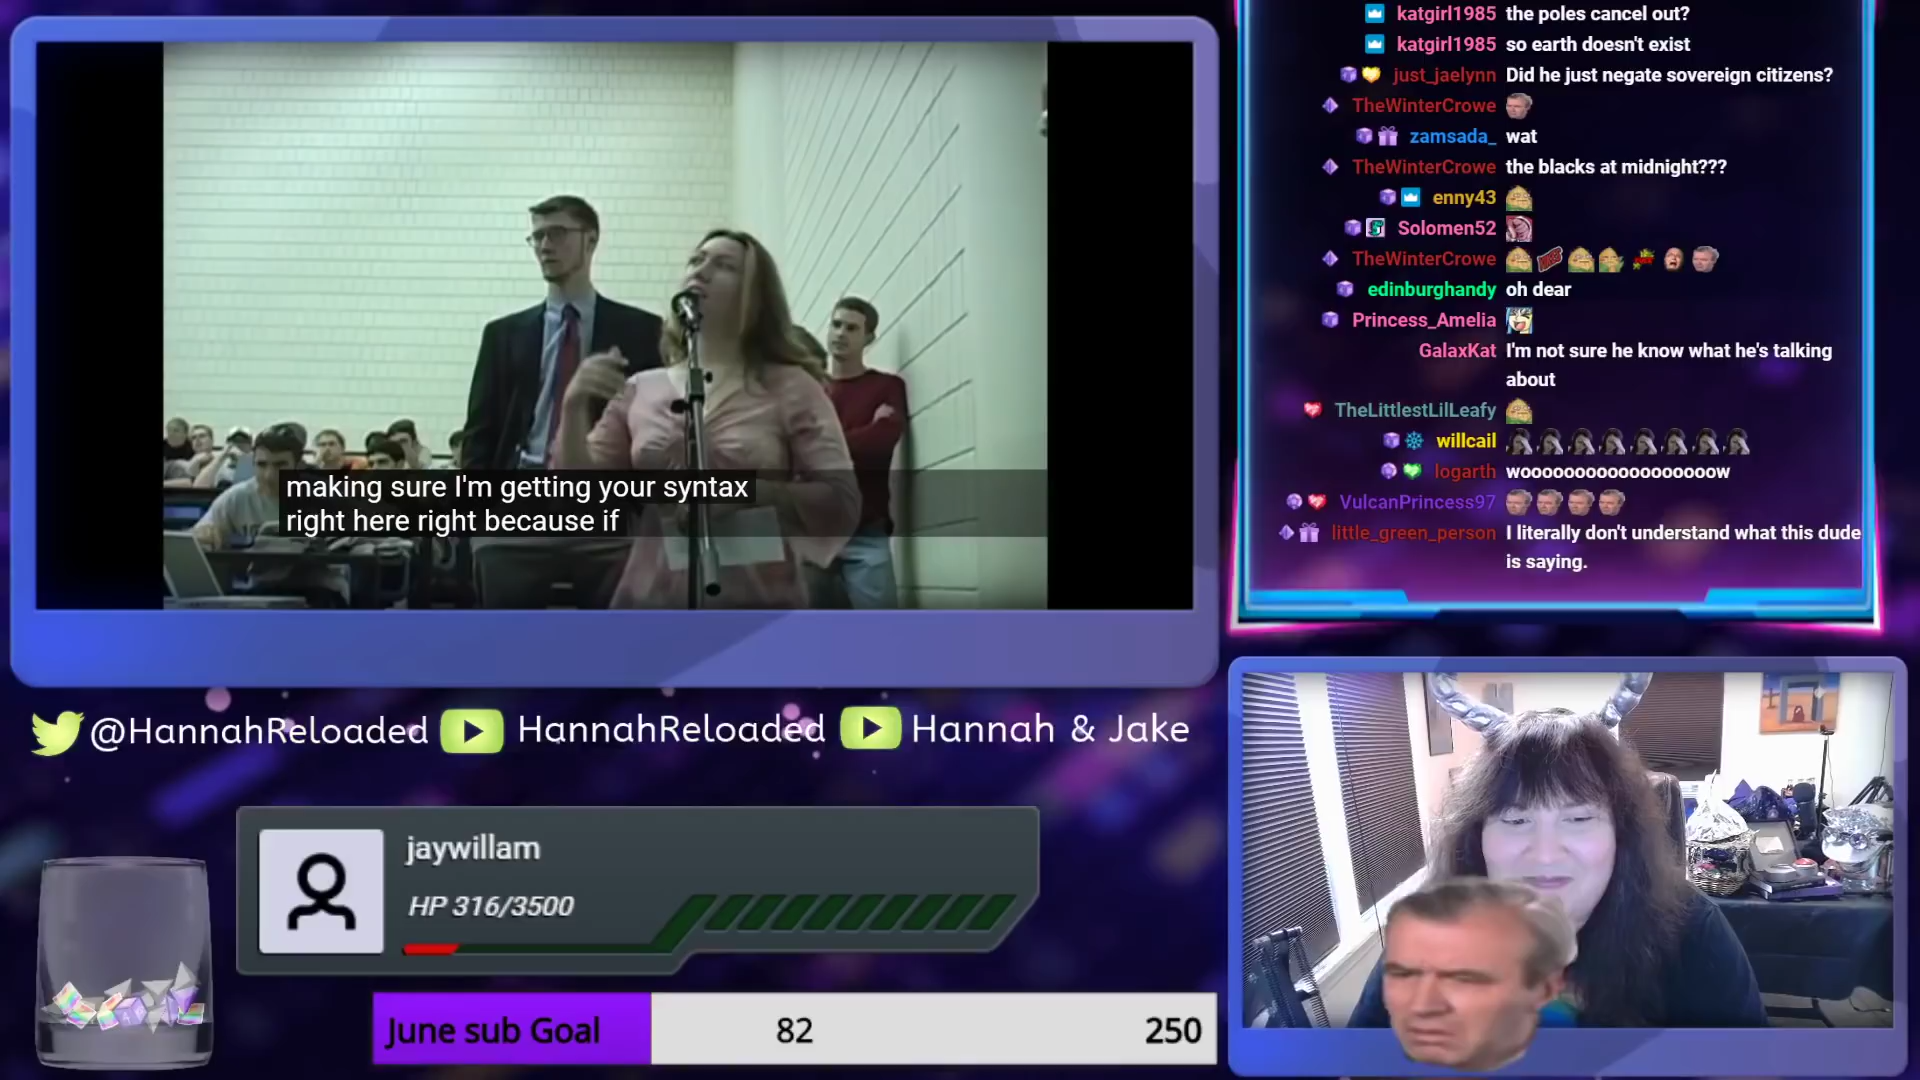 making sure I'm getting your syntax
right here right because if
katgirl1985 the poles cancel out?
katgirl1985 so earth doesn't exist
just_jaelynn Did he just negate sovereign citizens?
TheWinterCrowe
zamsada_ wat
TheWinterCrowe the blacks at midnight???
enny43
Solomen52
TheWinterCrowe
edinburghandy oh dear
Princess_Amelia
GalaxKat I'm not sure he know what he's talking
about
TheLittlestLilLeafy
willcail
logarth woooooooooooooooooow
VulcanPrincess97
little_green_person I literally don't understand what this dude
is saying.
@HannahReloaded HannahReloaded Hannah & Jake
jaywillam
HP 316/3500
June sub Goal 82 250